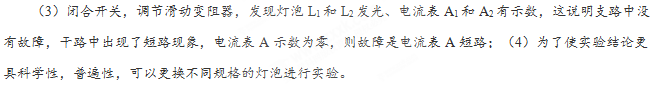 （3）闭合开关，调节滑动变阻器，发现灯泡 L1 和 L2 发光、电流表 A1 和 A2 有示数，这说明支路中没
有故障，干路中出现了短路现象，电流表 A 示数为零，则故障是电流表 A 短路；（4）为了使实验结论更
具科学性，普遍性，可以更换不同规格的灯泡进行实验。